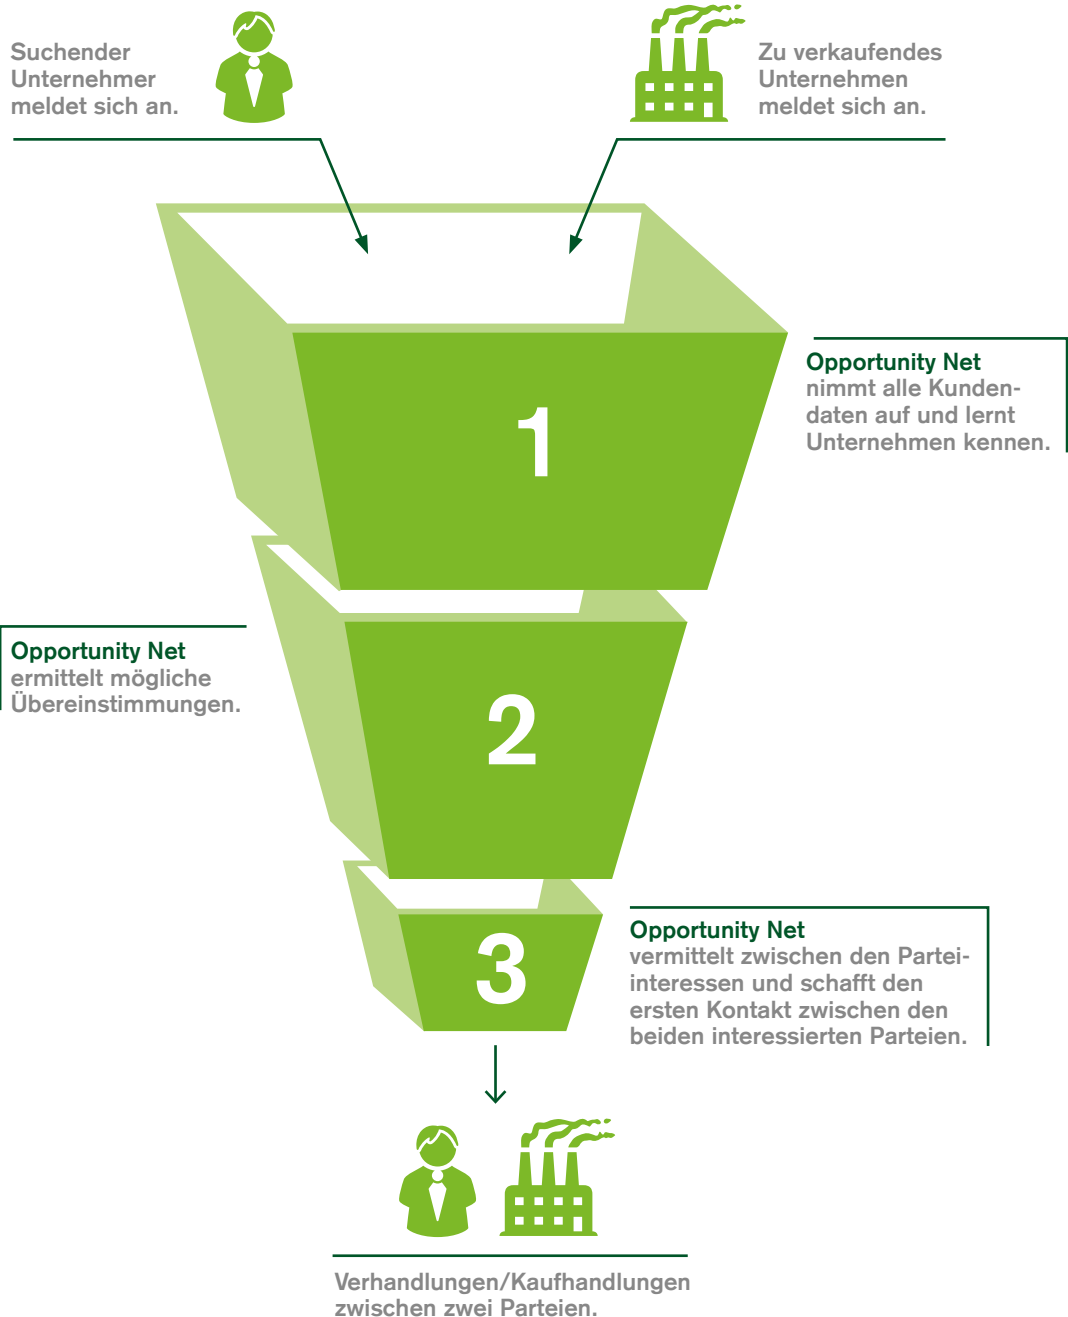 Suchender
Unternehmer
meldet sich an.
Zu verkaufendes
Unternehmen
meldet sich an.
1
Opportunity Net
nimmt alle Kunden-
daten auf und lernt
Unternehmen kennen.
2
Opportunity Net
ermittelt mögliche
Übereinstimmungen.
3
Opportunity Net
vermittelt zwischen den Partei-
interessen und schafft den
ersten Kontakt zwischen den
beiden interessierten Parteien.
Verhandlungen/Kaufhandlungen
zwischen zwei Parteien.